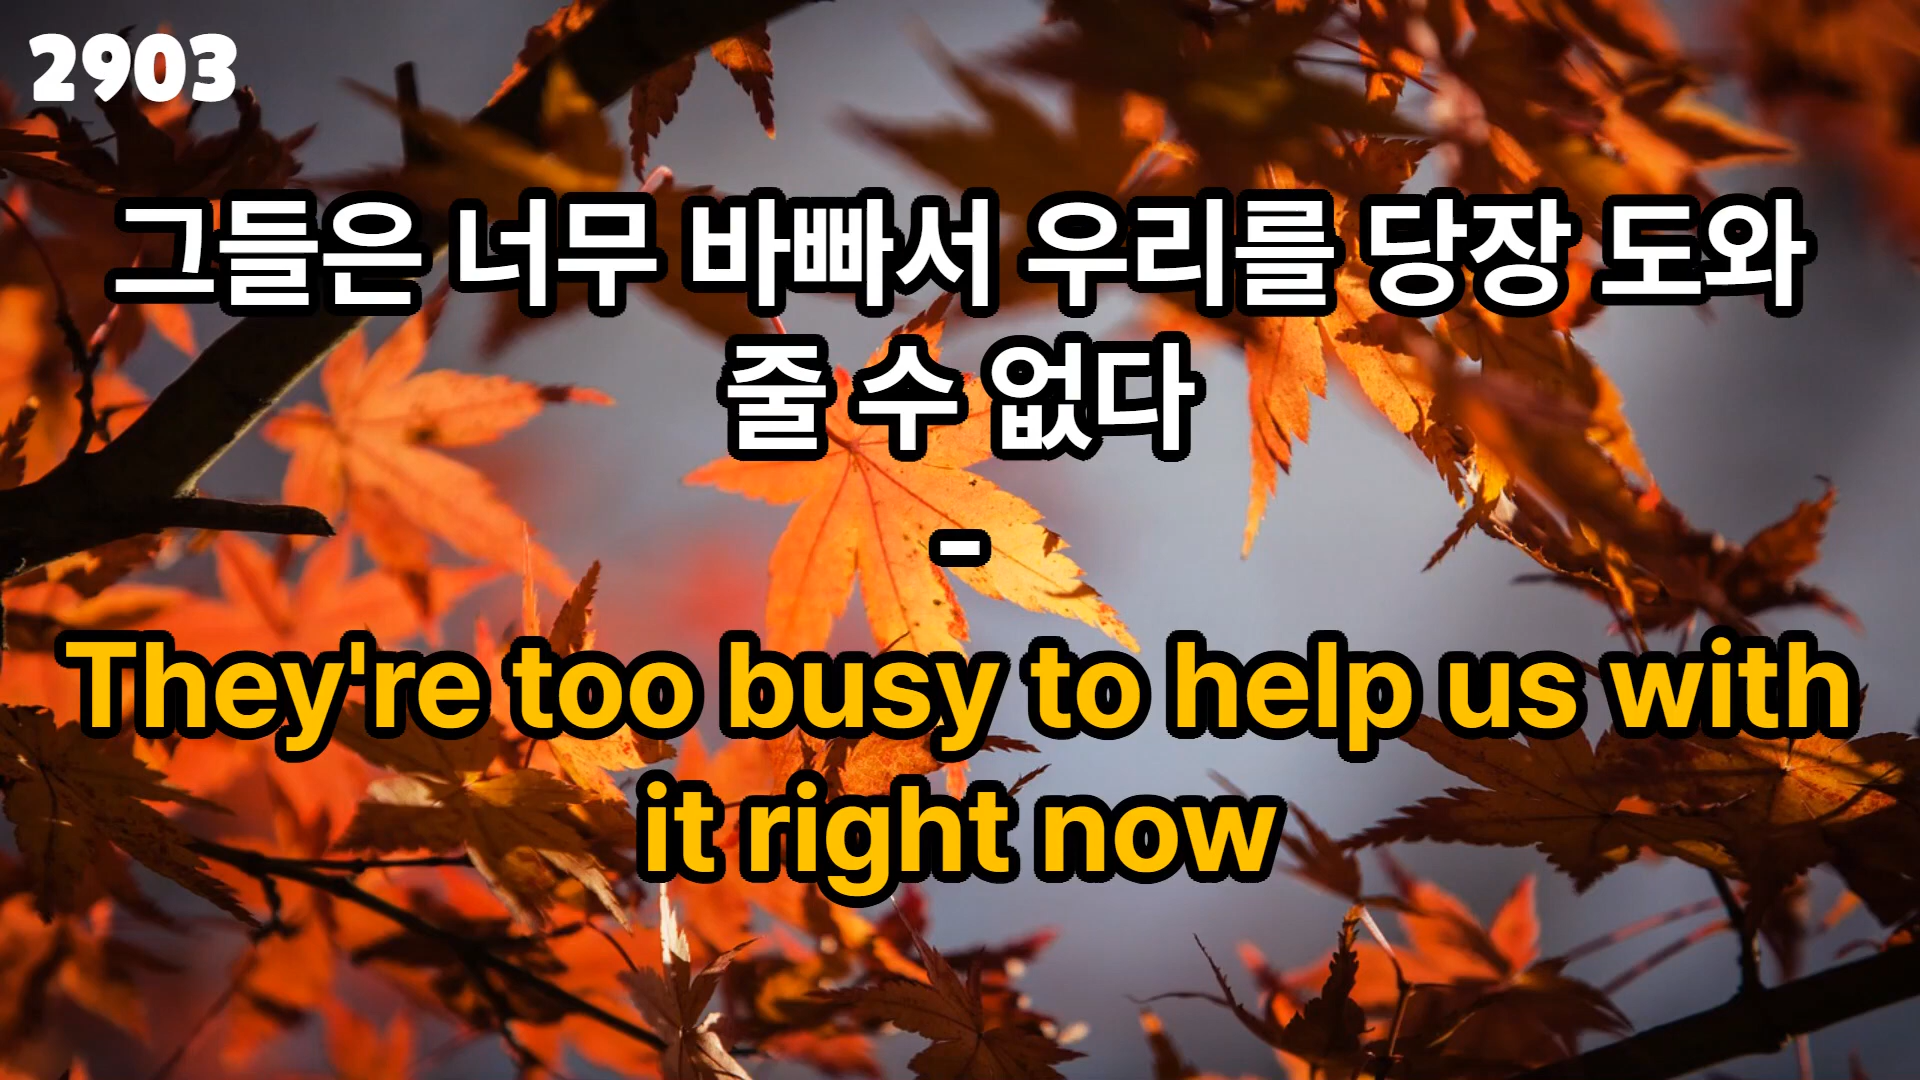 2903
그들은 너무 바빠서 우리를 당장 도와
줄 수 없다
-
They're too busy to help us with
it right now